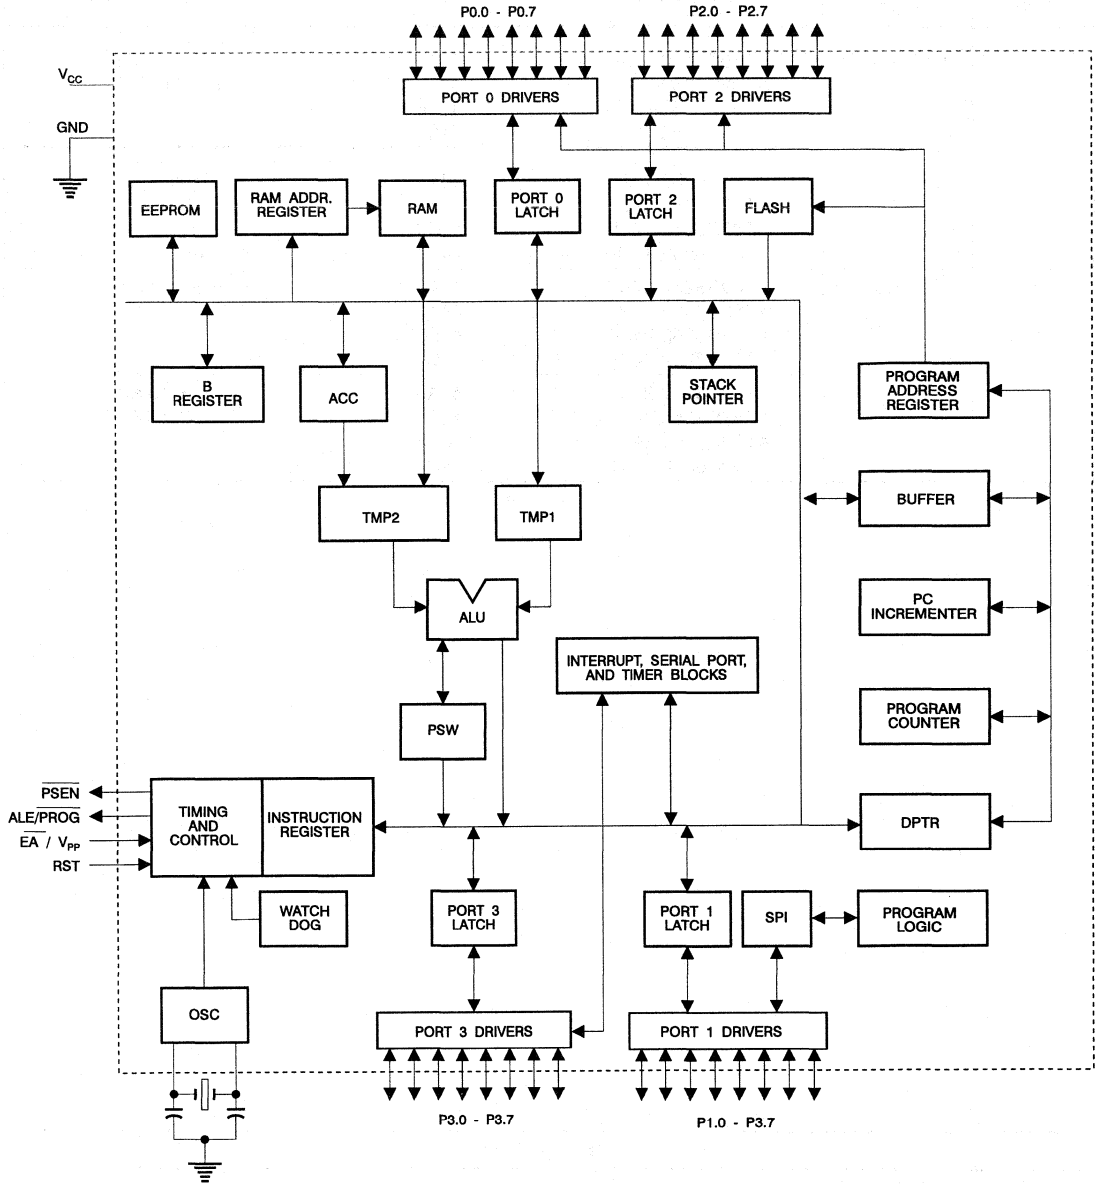 P0.0 - P0.7
P2.0 - P2.7
VCC
PORT 0 DRIVERS
PORT 2 DRIVERS
GND
EEPROM
RAM ADDR.
REGISTER
RAM
PORT 0
LATCH
PORT 2
LATCH
FLASH
B
REGISTER
ACC
STACK
POINTER
PROGRAM
ADDRESS
REGISTER
TMP2
TMP1
BUFFER
ALU
PC
INCREMENTER
INTERRUPT, SERIAL PORT,
AND TIMER BLOCKS
PSW
PROGRAM
COUNTER
PSEN
ALE/PROG
EA / VPP
RST
TIMING
AND
CONTROL
INSTRUCTION
REGISTER
DPTR
WATCH
DOG
PORT 3
LATCH
PORT 1
LATCH
SPI
PROGRAM
LOGIC
OSC
PORT 3 DRIVERS
PORT 1 DRIVERS
P3.0 - P3.7
P1.0 - P3.7